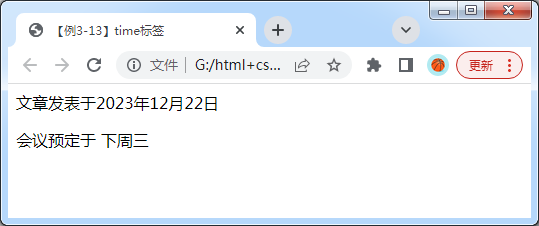 【例3-13】time标签
文件
G:/html+cs...
更新
文章发表于2023年12月22日
会议预定于 下周三